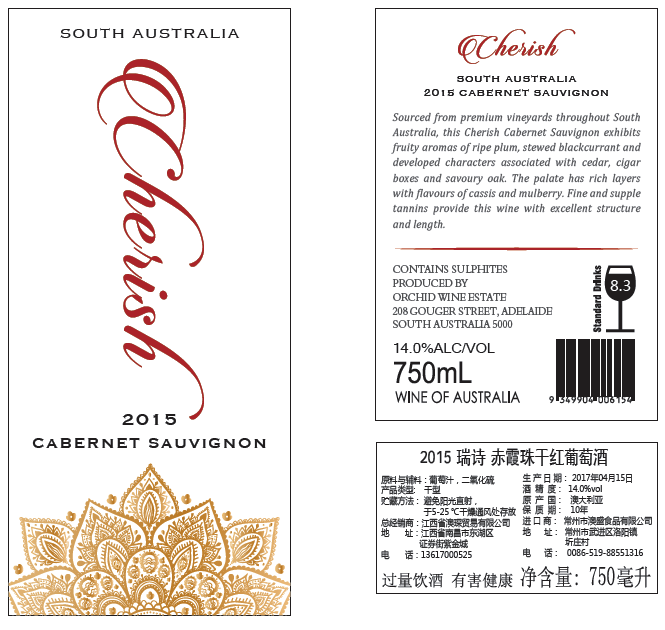 SOUTH AUSTRALIA
Cherish
2015
CABERNET SAUVIGNON
Cherish
SOUTH AUSTRALIA
2015 CABERNET SAUVIGNON
Sourced from premium vineyards throughout South
Australia, this Cherish Cabernet Sauvignon exhibits
fruity aromas of ripe plum, stewed blackcurrant and
developed characters associated with cedar, cigar
boxes and savoury oak. The palate has rich layers
with flavours of cassis and mulberry. Fine and supple
tannins provide this wine with excellent structure
and length.
CONTAINS SULPHITES
PRODUCED BY
ORCHID WINE ESTATE
208 GOUGER STREET, ADELAIDE
SOUTH AUSTRALIA 5000
Standard Drinks
8.3
14.0%ALC/VOL
750mL
WINE OF AUSTRALIA
9 349904 006154
2015 瑞诗 赤霞珠干红葡萄酒
原料与辅料：葡萄汁，二氧化硫
产品类型: 干型
贮藏方法：避免阳光直射，
于5-25 ℃干燥通风处存放
总经销商：江西省澳琛贸易有限公司
地 址：江西省南昌市东湖区
证券街紫金城
电 话：13617000525
生产日期：2017年04月15日
酒精度：14.0%vol
原产国：澳大利亚
保质期：10年
进口商：常州市澳盛食品有限公司
地 址：常州市武进区洛阳镇
圻庄村
电 话：0086-519-88551316
过量饮酒 有害健康 净含量：750毫升